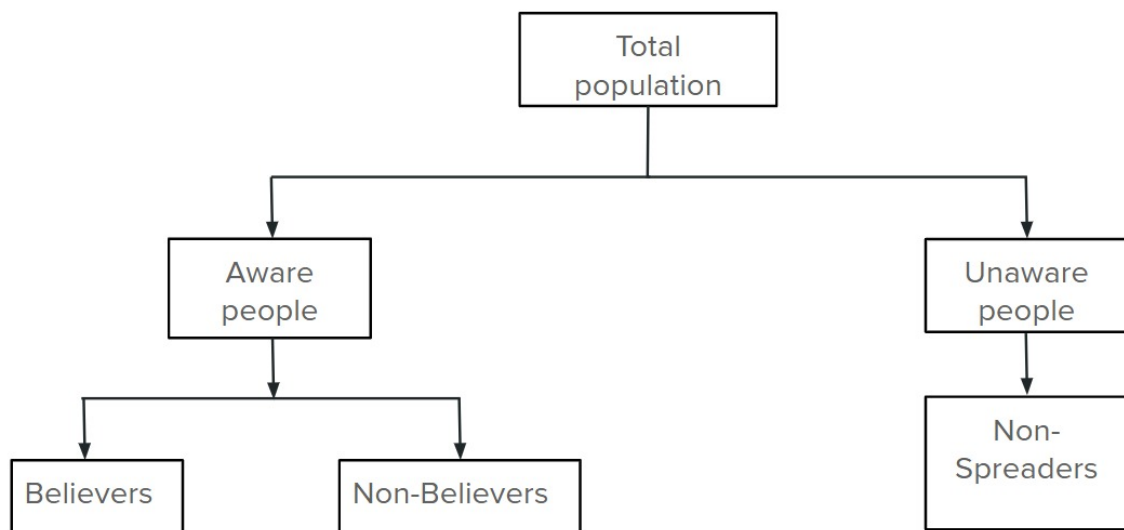 Total
population
Aware
people
Unaware
people
Non-
Spreaders
Believers
Non-Believers